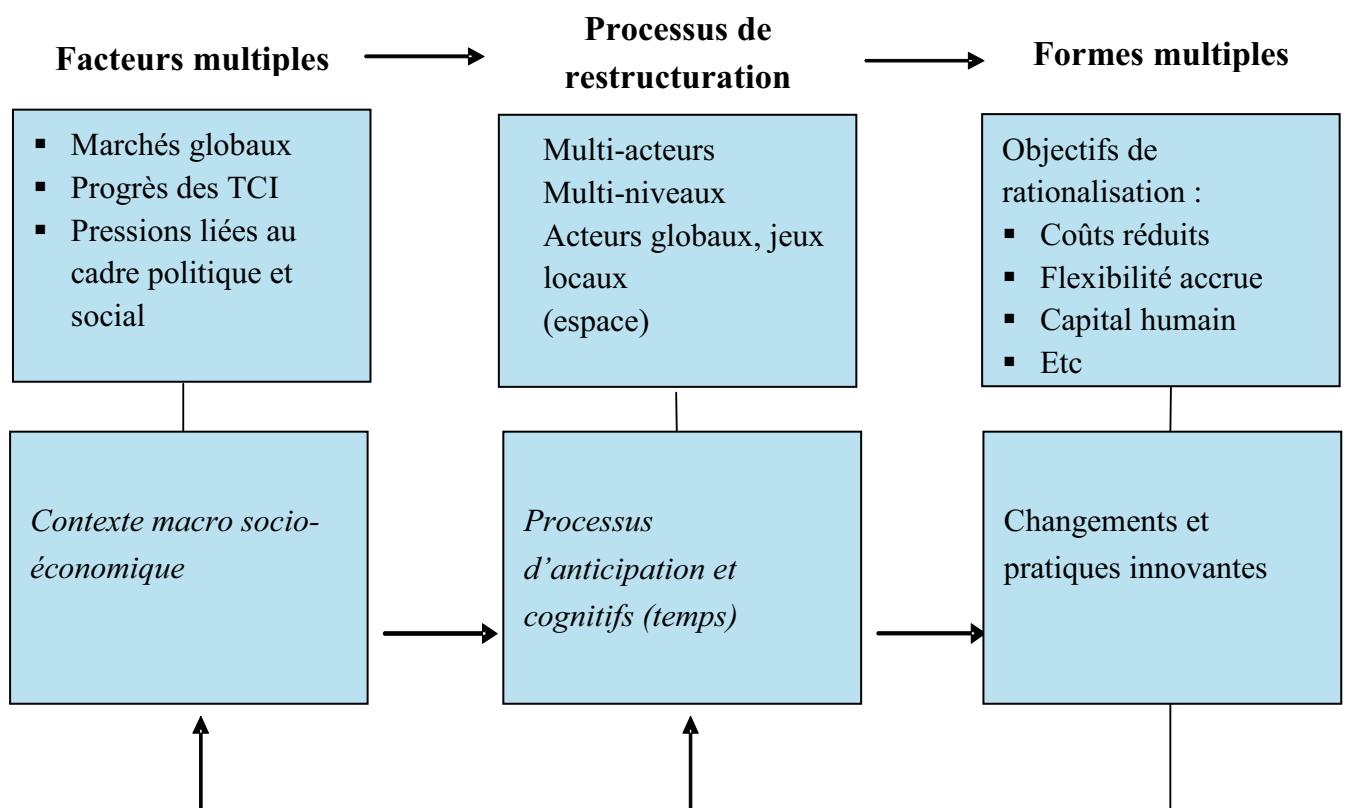 Facteurs multiples
Processus de
restructuration
Formes multiples
▪ Marchés globaux
▪ Progrès des TCI
▪ Pressions liées au
cadre politique et
social
Multi-acteurs
Multi-niveaux
Acteurs globaux, jeux
locaux
(espace)
Objectifs de
rationalisation :
▪ Coûts réduits
▪ Flexibilité accrue
▪ Capital humain
▪ Etc
Contexte macro socio-
économique
Processus
d’anticipation et
cognitifs (temps)
Changements et
pratiques innovantes